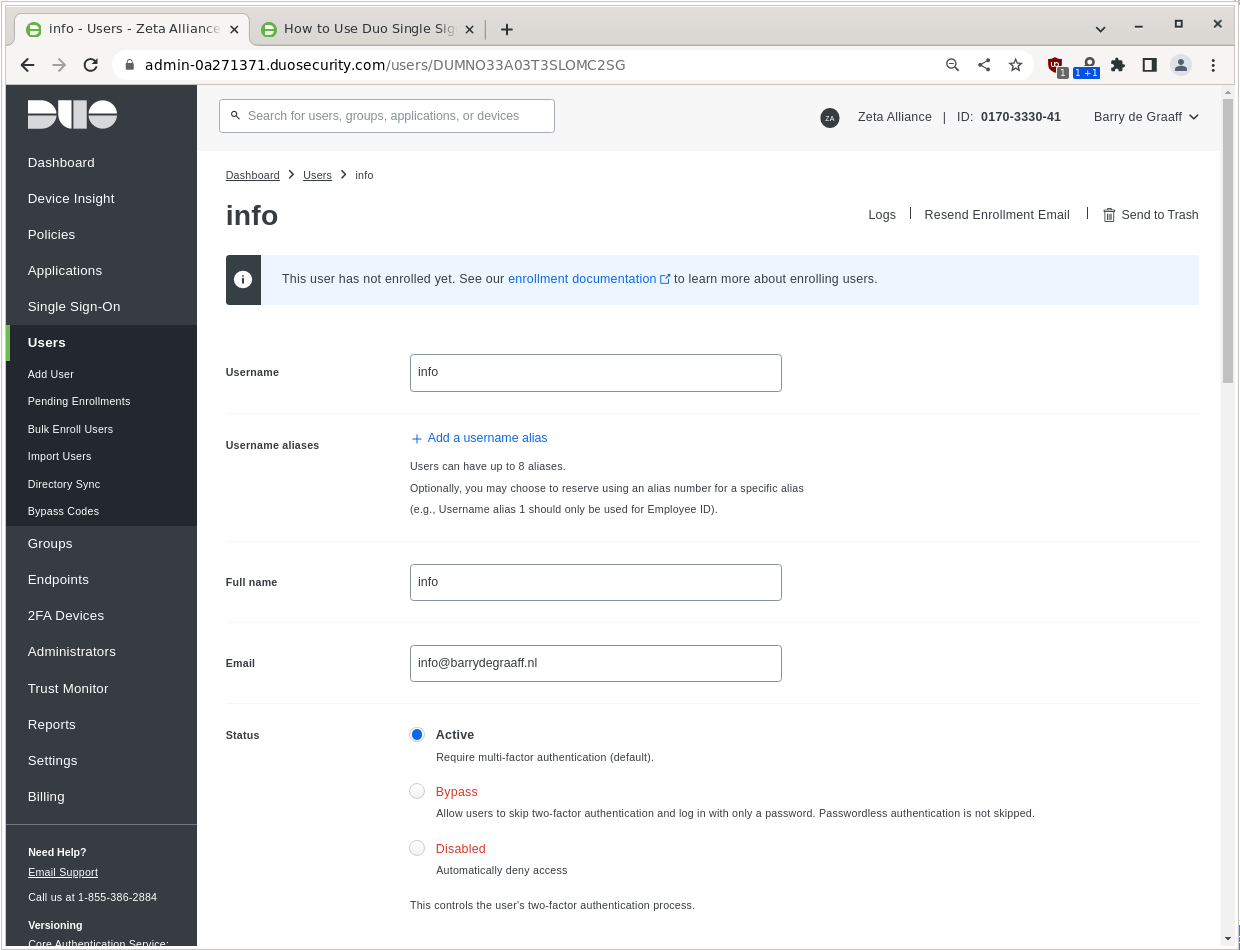 info - Users - Zeta Alliance
How to Use Duo Single Sig
admin-0a271371.duosecurity.com/users/DUMNO33A03T3SLOMC2SG
1
1 +1
DUO
Search for users, groups, applications, or devices
ZA
Zeta Alliance | ID: 0170-3330-41
Barry de Graaff
Dashboard
Device Insight
Policies
Applications
Single Sign-On
Users
Add User
Pending Enrollments
Bulk Enroll Users
Import Users
Directory Sync
Bypass Codes
Groups
Endpoints
2FA Devices
Administrators
Trust Monitor
Reports
Settings
Billing
Need Help?
Email Support
Call us at 1-855-386-2884
Versioning
Core Authentication Service:
Dashboard > Users > info
info
Logs | Resend Enrollment Email | Send to Trash
This user has not enrolled yet. See our enrollment documentation to learn more about enrolling users.
Username
info
Username aliases
+ Add a username alias
Users can have up to 8 aliases.
Optionally, you may choose to reserve using an alias number for a specific alias
(e.g., Username alias 1 should only be used for Employee ID).
Full name
info
Email
info@barrydegraaff.nl
Status
Active
Require multi-factor authentication (default).
Bypass
Allow users to skip two-factor authentication and log in with only a password. Passwordless authentication is not skipped.
Disabled
Automatically deny access
This controls the user's two-factor authentication process.